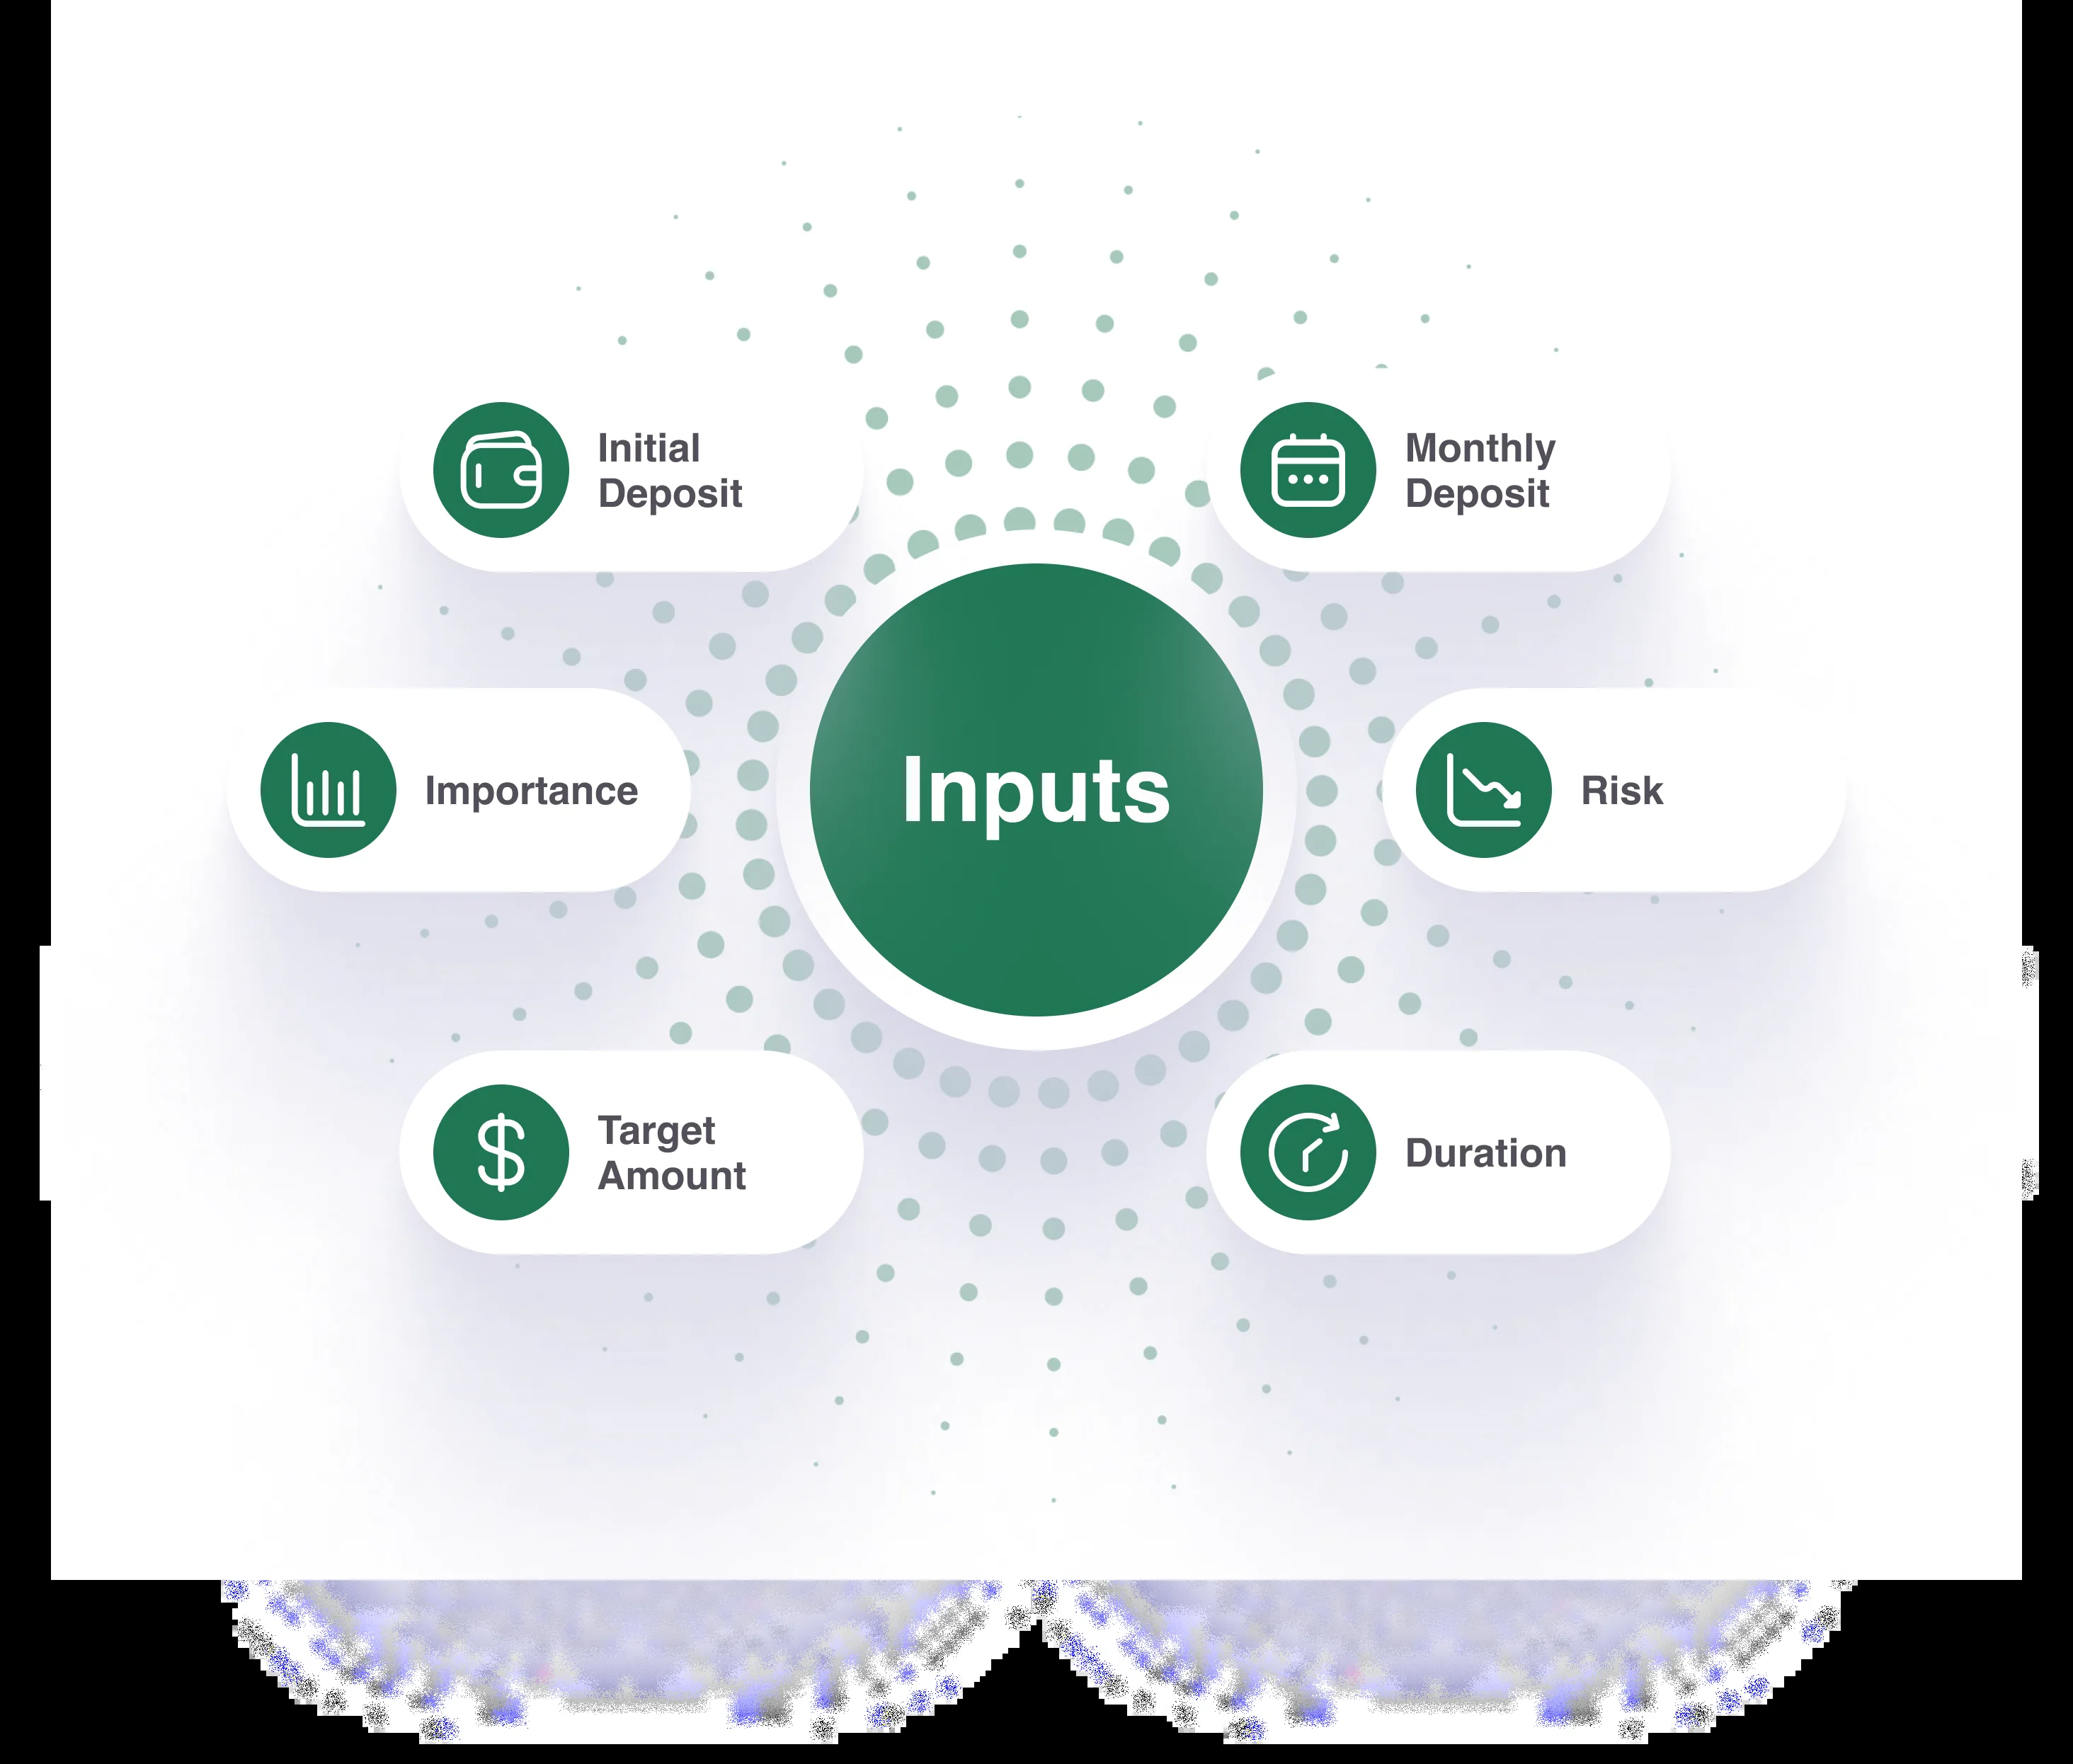 Initial
Deposit
Monthly
Deposit
Importance
Inputs
Risk
Target
Amount
Duration